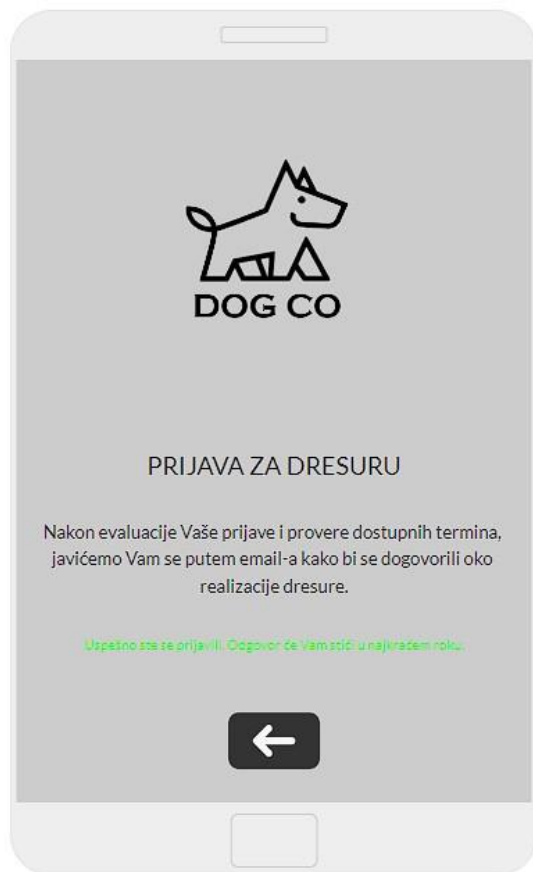 DOG CO
PRIJAVA ZA DRESURU
Nakon evaluacije Vaše prijave i provere dostupnih termina,
javićemo Vam se putem email-a kako bi se dogovorili oko
realizacije dresure.
Uspešno ste se prijavili. Odgovor će Vam stići u najkraćem roku.